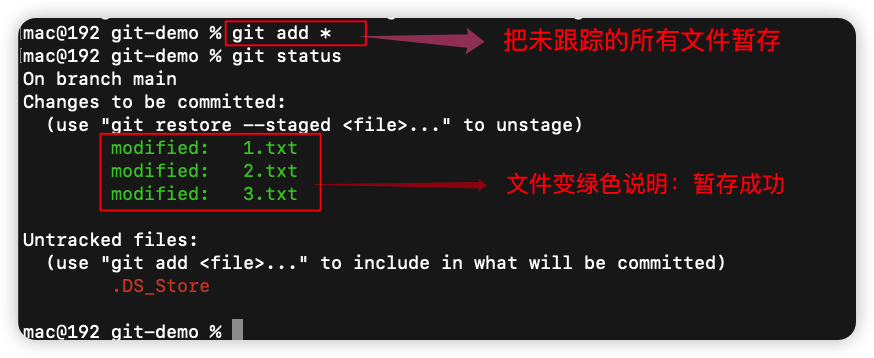 mac@192 git-demo % git add *
把未跟踪的所有文件暂存
mac@192 git-demo % git status
On branch main
Changes to be committed:
(use "git restore --staged <file>..." to unstage)
modified: 1.txt
modified: 2.txt
modified: 3.txt
文件变绿色说明：暂存成功
Untracked files:
(use "git add <file>..." to include in what will be committed)
.DS_Store
mac@192 git-demo %